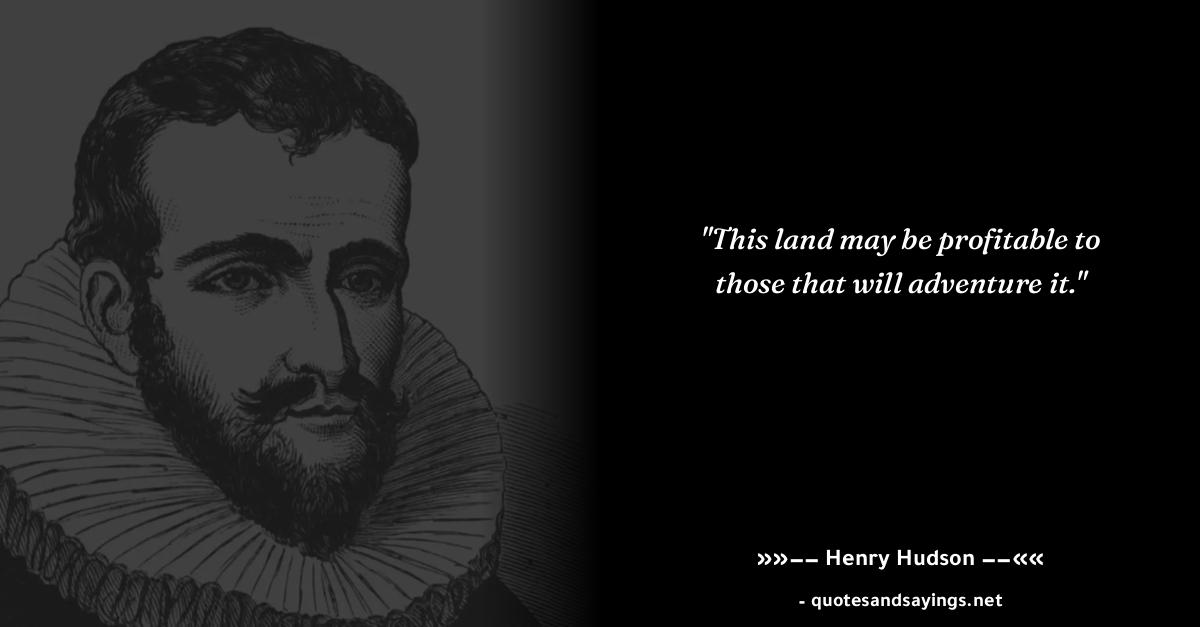 "This land may be profitable to
those that will adventure it."
»»−− Henry Hudson −−««
- quotesandsayings.net